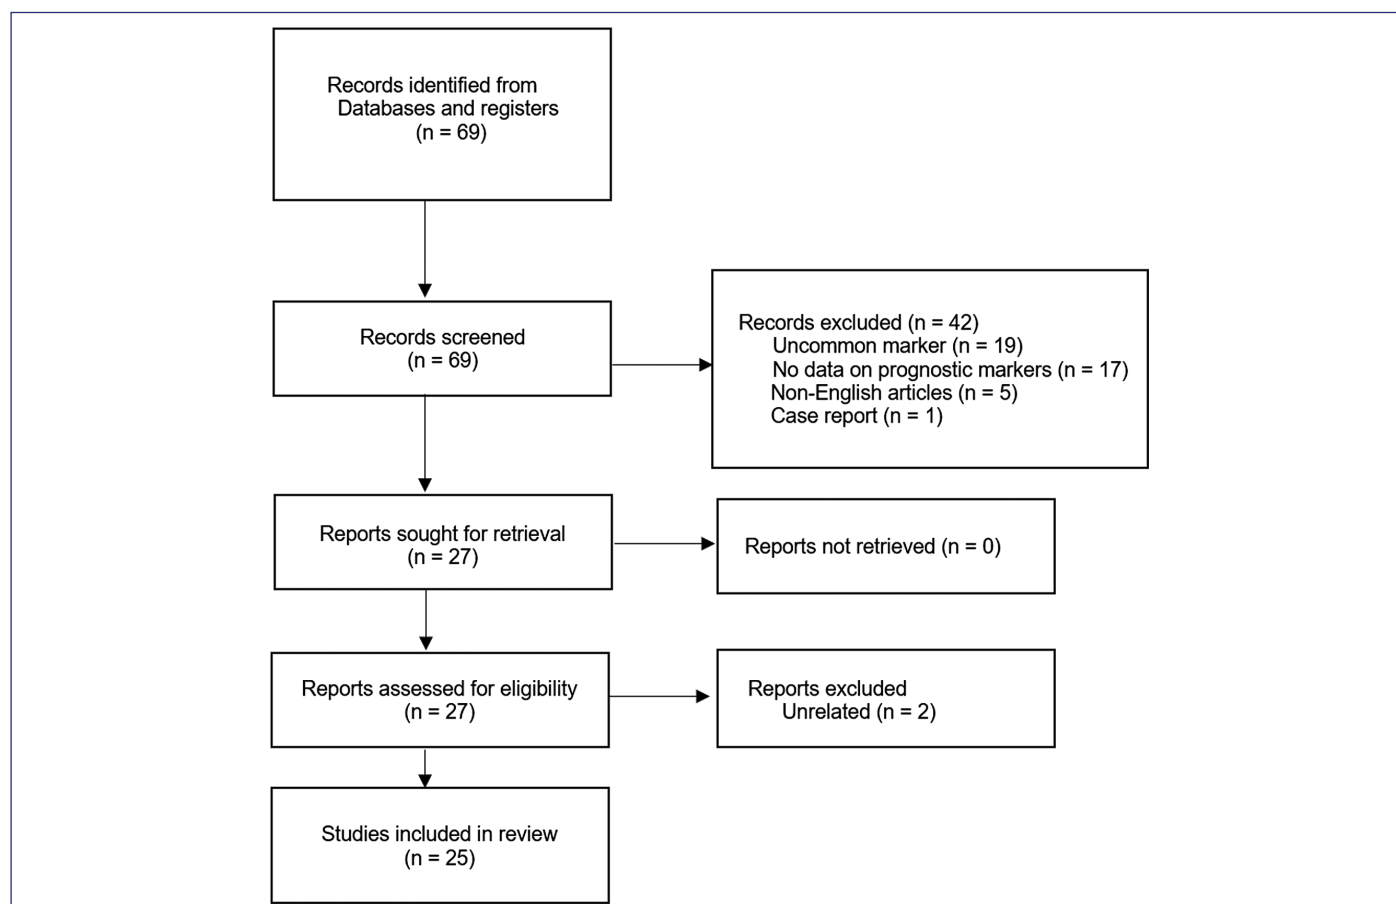 Records identified from
Databases and registers
(n = 69)
Records screened
(n = 69)
Records excluded (n = 42)
Uncommon marker (n = 19)
No data on prognostic markers (n = 17)
Non-English articles (n = 5)
Case report (n = 1)
Reports sought for retrieval
(n = 27)
Reports not retrieved (n = 0)
Reports assessed for eligibility
(n = 27)
Reports excluded
Unrelated (n = 2)
Studies included in review
(n = 25)